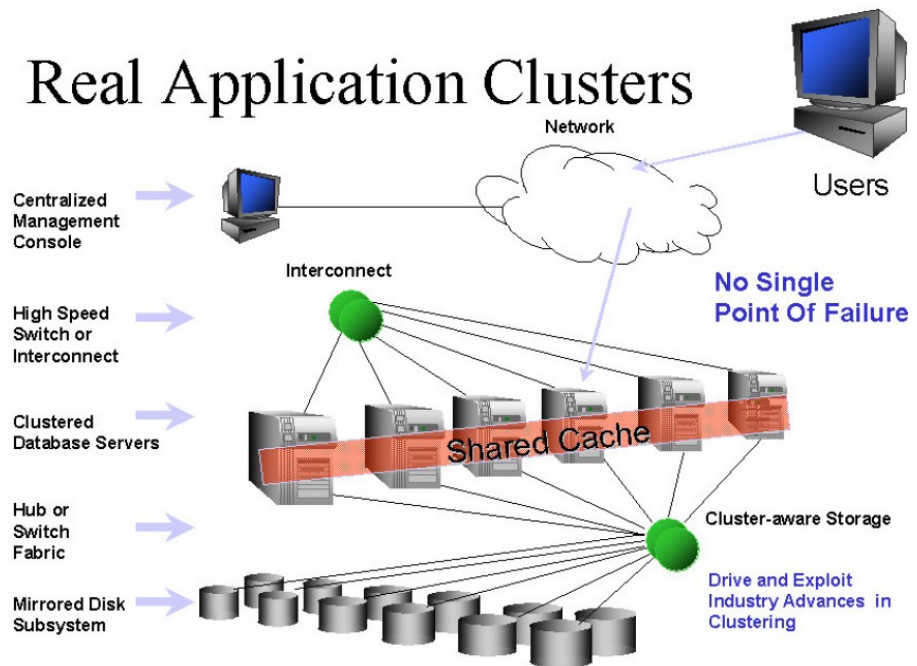 Real Application Clusters
Network
Users
Centralized
Management
Console
Interconnect
No Single
Point Of Failure
High Speed
Switch or
Interconnect
Clustered
Database Servers
Shared Cache
Hub or
Switch
Fabric
Cluster-aware Storage
Mirrored Disk
Subsystem
Drive and Exploit
Industry Advances in
Clustering